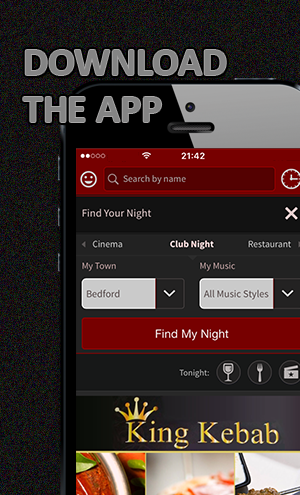 DOWNLOAD
THE APP
21:42
Search by name
Find Your Night
Cinema Club Night Restaurant
My Town My Music
Bedford All Music Styles
Find My Night
Tonight:
King Kebab